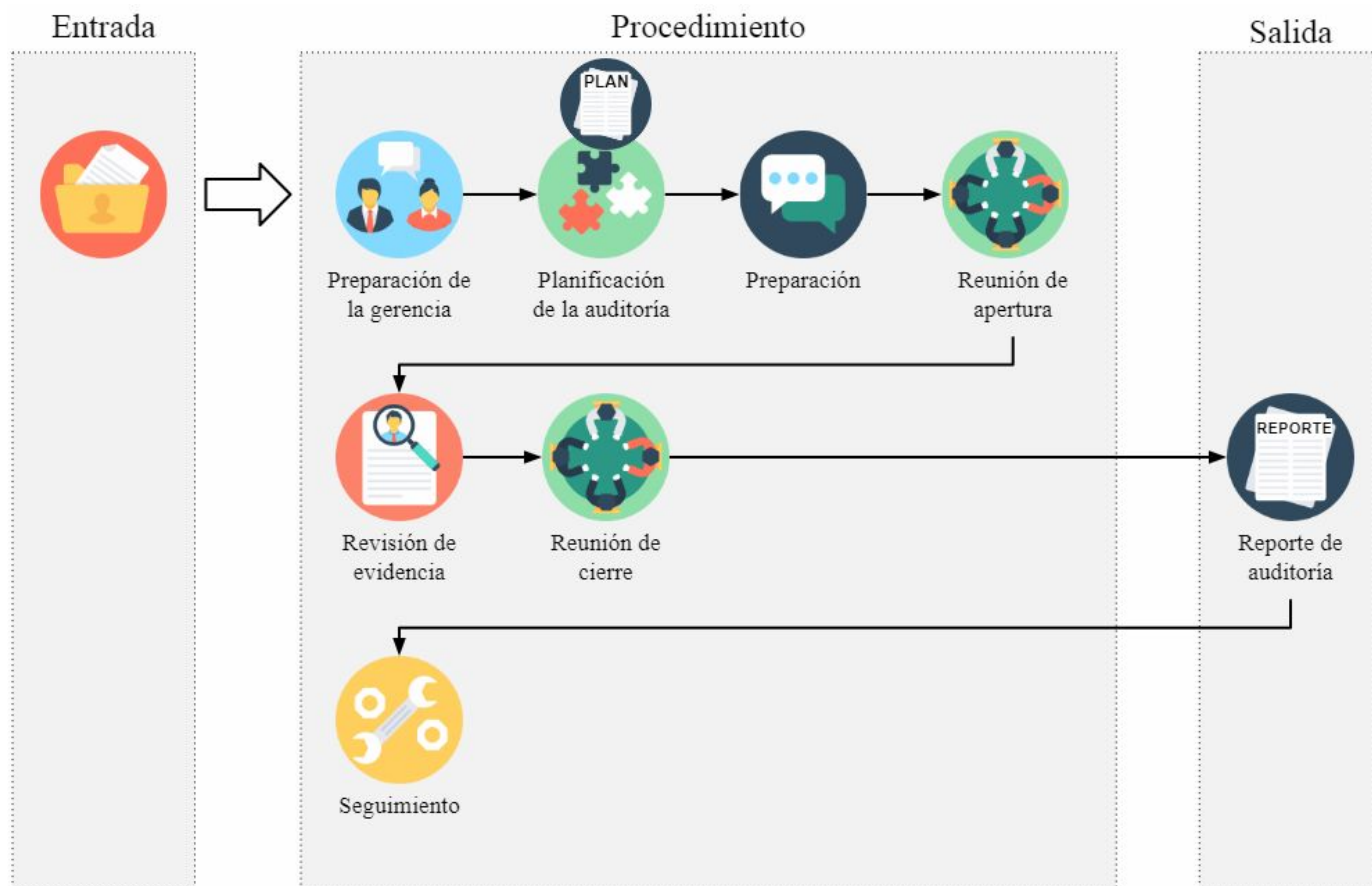 Entrada
Procedimiento
Salida
PLAN
Preparación de
la gerencia
Planificación
de la auditoría
Preparación
Reunión de
apertura
Revisión de
evidencia
Reunión de
cierre
REPORTE
Reporte de
auditoría
Seguimiento